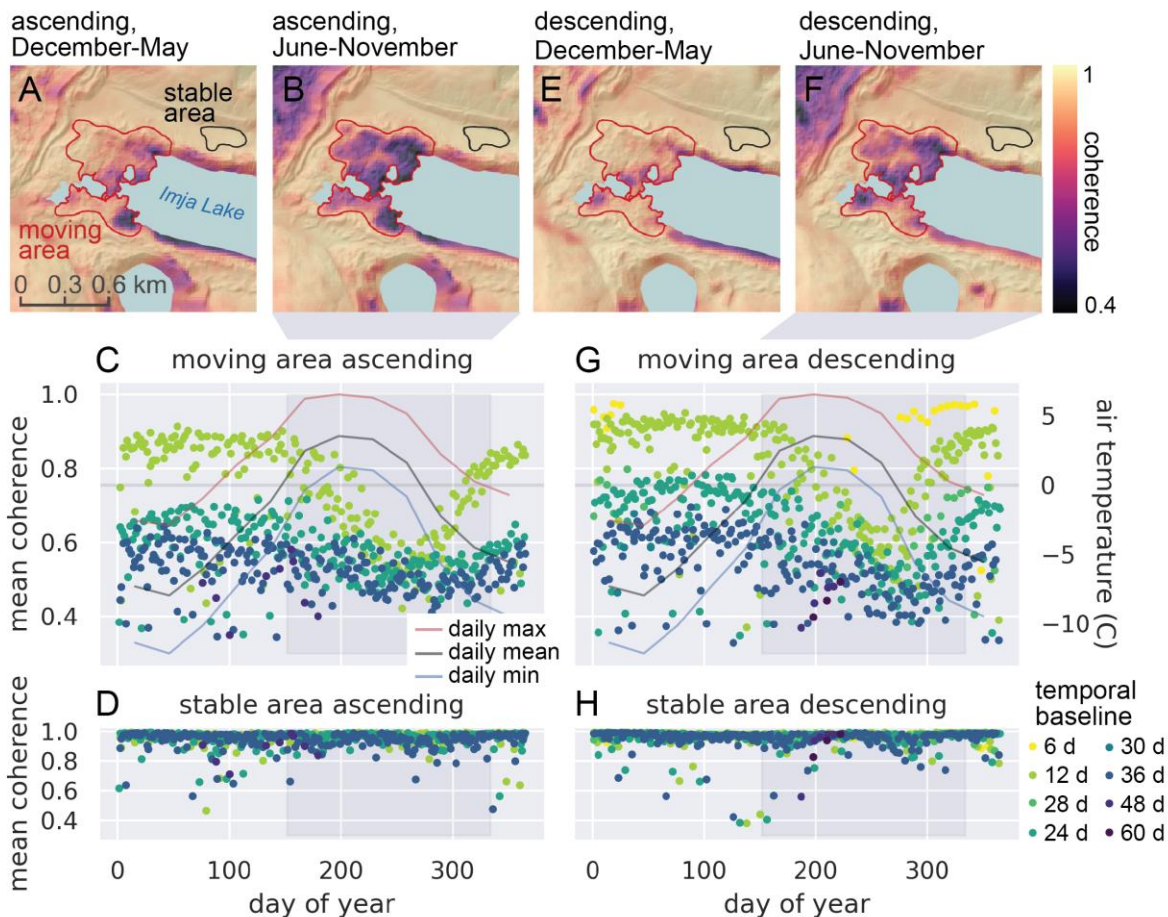 ascending,
December-May
ascending,
June-November
descending,
December-May
descending,
June-November
A
stable
area
B
E
F
Imja Lake
moving
area
0 0.3 0.6 km
1
coherence
0.4
C
moving area ascending
G
moving area descending
1.0
0.8
0.6
0.4
mean coherence
5
0
−5
−10
air temperature (C)
daily max
daily mean
daily min
D
stable area ascending
H
stable area descending
1.0
0.8
0.6
0.4
mean coherence
0 100 200 300
day of year
0 100 200 300
day of year
temporal
baseline
6 d 30 d
12 d 36 d
28 d 48 d
24 d 60 d